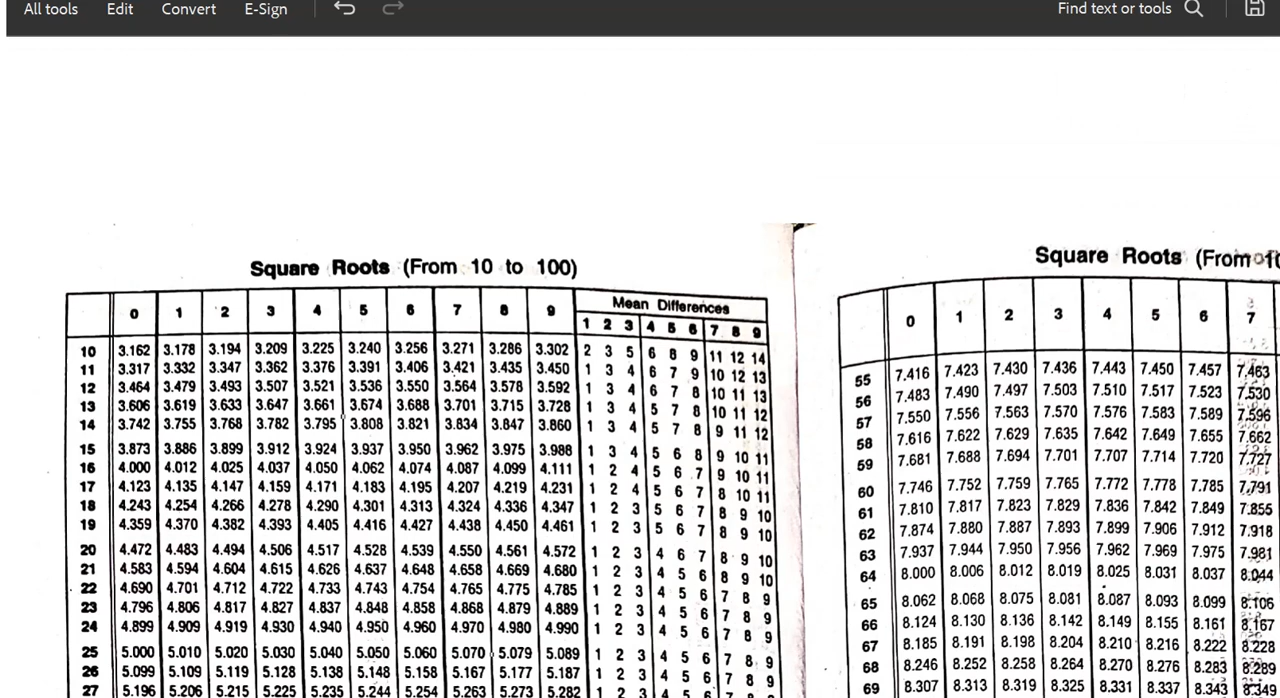 All tools Edit Convert E-Sign Find text or tools
Square Roots (From 10 to 100)
Mean Differences
0 1 2 3 4 5 6 7 8 9 1 2 3 4 5 6 7 8 9
10 3.162 3.178 3.194 3.209 3.225 3.240 3.256 3.271 3.286 3.302 2 3 5 6 8 9 11 12 14
11 3.317 3.332 3.347 3.362 3.376 3.391 3.406 3.421 3.435 3.450 1 3 4 6 7 9 10 12 13
12 3.464 3.479 3.493 3.507 3.521 3.536 3.550 3.564 3.578 3.592 1 3 4 6 7 8 10 11 13
13 3.606 3.619 3.633 3.647 3.661 3.674 3.688 3.701 3.715 3.728 1 3 4 5 7 8 10 11 12
14 3.742 3.755 3.768 3.782 3.795 3.808 3.821 3.834 3.847 3.860 1 3 4 5 7 8 9 11 12
15 3.873 3.886 3.899 3.912 3.924 3.937 3.950 3.962 3.975 3.988 1 3 4 5 6 8 9 10 11
16 4.000 4.012 4.025 4.037 4.050 4.062 4.074 4.087 4.099 4.111 1 2 4 5 6 7 9 10 11
17 4.123 4.135 4.147 4.159 4.171 4.183 4.195 4.207 4.219 4.231 1 2 4 5 6 7 8 10 11
18 4.243 4.254 4.266 4.278 4.290 4.301 4.313 4.324 4.336 4.347 1 2 3 5 6 7 8 9 10
19 4.359 4.370 4.382 4.393 4.405 4.416 4.427 4.438 4.450 4.461 1 2 3 5 6 7 8 9 10
20 4.472 4.483 4.494 4.506 4.517 4.528 4.539 4.550 4.561 4.572 1 2 3 4 6 7 8 9 10
21 4.583 4.594 4.604 4.615 4.626 4.637 4.648 4.658 4.669 4.680 1 2 3 4 5 6 8 9 10
22 4.690 4.701 4.712 4.722 4.733 4.743 4.754 4.765 4.775 4.785 1 2 3 4 5 6 7 8 9
23 4.796 4.806 4.817 4.827 4.837 4.848 4.858 4.868 4.879 4.889 1 2 3 4 5 6 7 8 9
24 4.899 4.909 4.919 4.930 4.940 4.950 4.960 4.970 4.980 4.990 1 2 3 4 5 6 7 8 9
25 5.000 5.010 5.020 5.030 5.040 5.050 5.060 5.070 5.079 5.089 1 2 3 4 5 6 7 8 9
26 5.099 5.109 5.119 5.128 5.138 5.148 5.158 5.167 5.177 5.187 1 2 3 4 5 6 7 8 9
27 5.196 5.206 5.215 5.225 5.235 5.244 5.254 5.263 5.273 5.282 1 2 3 4 5 6
Square Roots (From
0 1 2 3 4 5 6 7
55 7.416 7.423 7.430 7.436 7.443 7.450 7.457 7.463
56 7.483 7.490 7.497 7.503 7.510 7.517 7.523 7.530
57 7.550 7.556 7.563 7.570 7.576 7.583 7.589 7.596
58 7.616 7.622 7.629 7.635 7.642 7.649 7.655 7.662
59 7.681 7.688 7.694 7.701 7.707 7.714 7.720 7.727
60 7.746 7.752 7.759 7.765 7.772 7.778 7.785 7.791
61 7.810 7.817 7.823 7.829 7.836 7.842 7.849 7.855
62 7.874 7.880 7.887 7.893 7.899 7.906 7.912 7.918
63 7.937 7.944 7.950 7.956 7.962 7.969 7.975 7.981
64 8.000 8.006 8.012 8.019 8.025 8.031 8.037 8.044
65 8.062 8.068 8.075 8.081 8.087 8.093 8.099 8.106
66 8.124 8.130 8.136 8.142 8.149 8.155 8.161 8.167
67 8.185 8.191 8.198 8.204 8.210 8.216 8.222 8.228
68 8.246 8.252 8.258 8.264 8.270 8.276 8.283 8.289
69 8.307 8.313 8.319 8.325 8.331 8.337 8.343 8.349